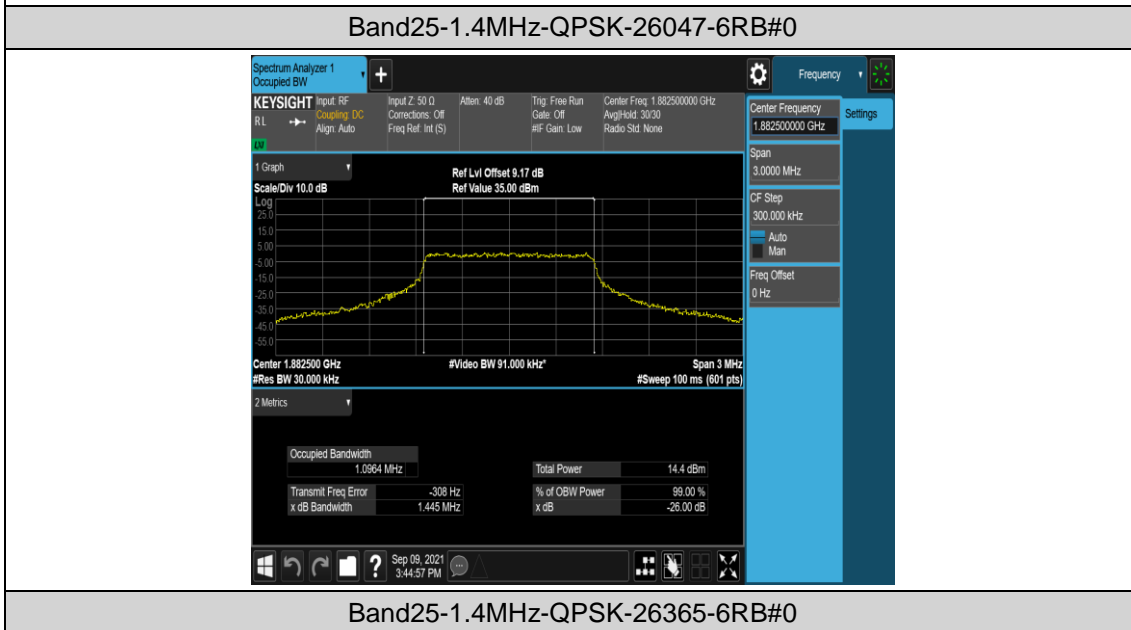 Band25-1.4MHz-QPSK-26047-6RB#0
Spectrum Analyzer 1
Occupied BW
+
Frequency
KEYSIGHT
RL
LV
Input: RF
Coupling: DC
Align: Auto
Input Z: 50 Ω
Corrections: Off
Freq Ref: Int (S)
Atten: 40 dB
Trig: Free Run
Gate: Off
#IF Gain: Low
Center Freq: 1.882500000 GHz
Avg|Hold: 30/30
Radio Std: None
Center Frequency
1.882500000 GHz
Settings
Span
3.0000 MHz
CF Step
300.000 kHz
Auto
Man
Freq Offset
0 Hz
1 Graph
Ref Lvl Offset 9.17 dB
Scale/Div 10.0 dB
Ref Value 35.00 dBm
Log
25.0
15.0
5.00
-5.00
-15.0
-25.0
-35.0
-45.0
-55.0
Center 1.882500 GHz
#Video BW 91.000 kHz*
Span 3 MHz
#Res BW 30.000 kHz
#Sweep 100 ms (601 pts)
2 Metrics
Occupied Bandwidth
1.0964 MHz
Total Power 14.4 dBm
Transmit Freq Error -308 Hz
% of OBW Power 99.00 %
x dB Bandwidth 1.445 MHz
x dB -26.00 dB
?
Sep 09, 2021
3:44:57 PM
Band25-1.4MHz-QPSK-26365-6RB#0